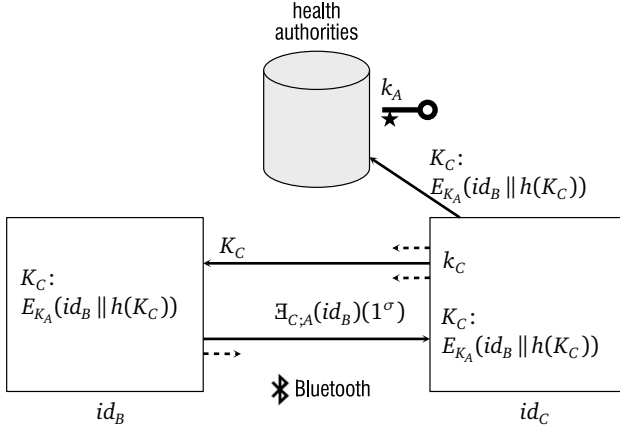 health
authorities
k_A
K_C:
E_{K_A}(id_B || h(K_C))
K_C
k_C
K_C:
E_{K_A}(id_B || h(K_C))
Ǝ_{C;A}(id_B)(1^σ)
K_C:
E_{K_A}(id_B || h(K_C))
Bluetooth
id_B
id_C